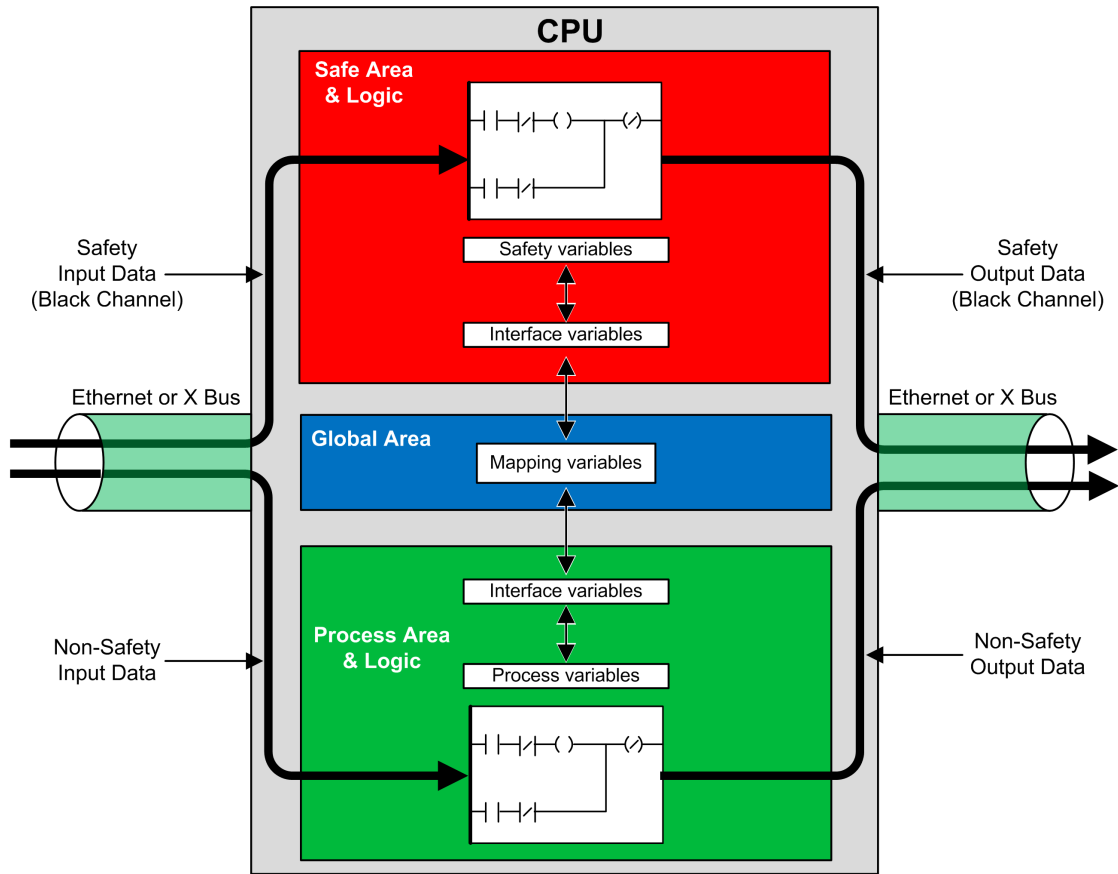 CPU
Safe Area
& Logic
Safety variables
Safety
Input Data
(Black Channel)
Safety
Output Data
(Black Channel)
Interface variables
Ethernet or X Bus
Ethernet or X Bus
Global Area
Mapping variables
Interface variables
Process Area
& Logic
Non-Safety
Input Data
Non-Safety
Output Data
Process variables